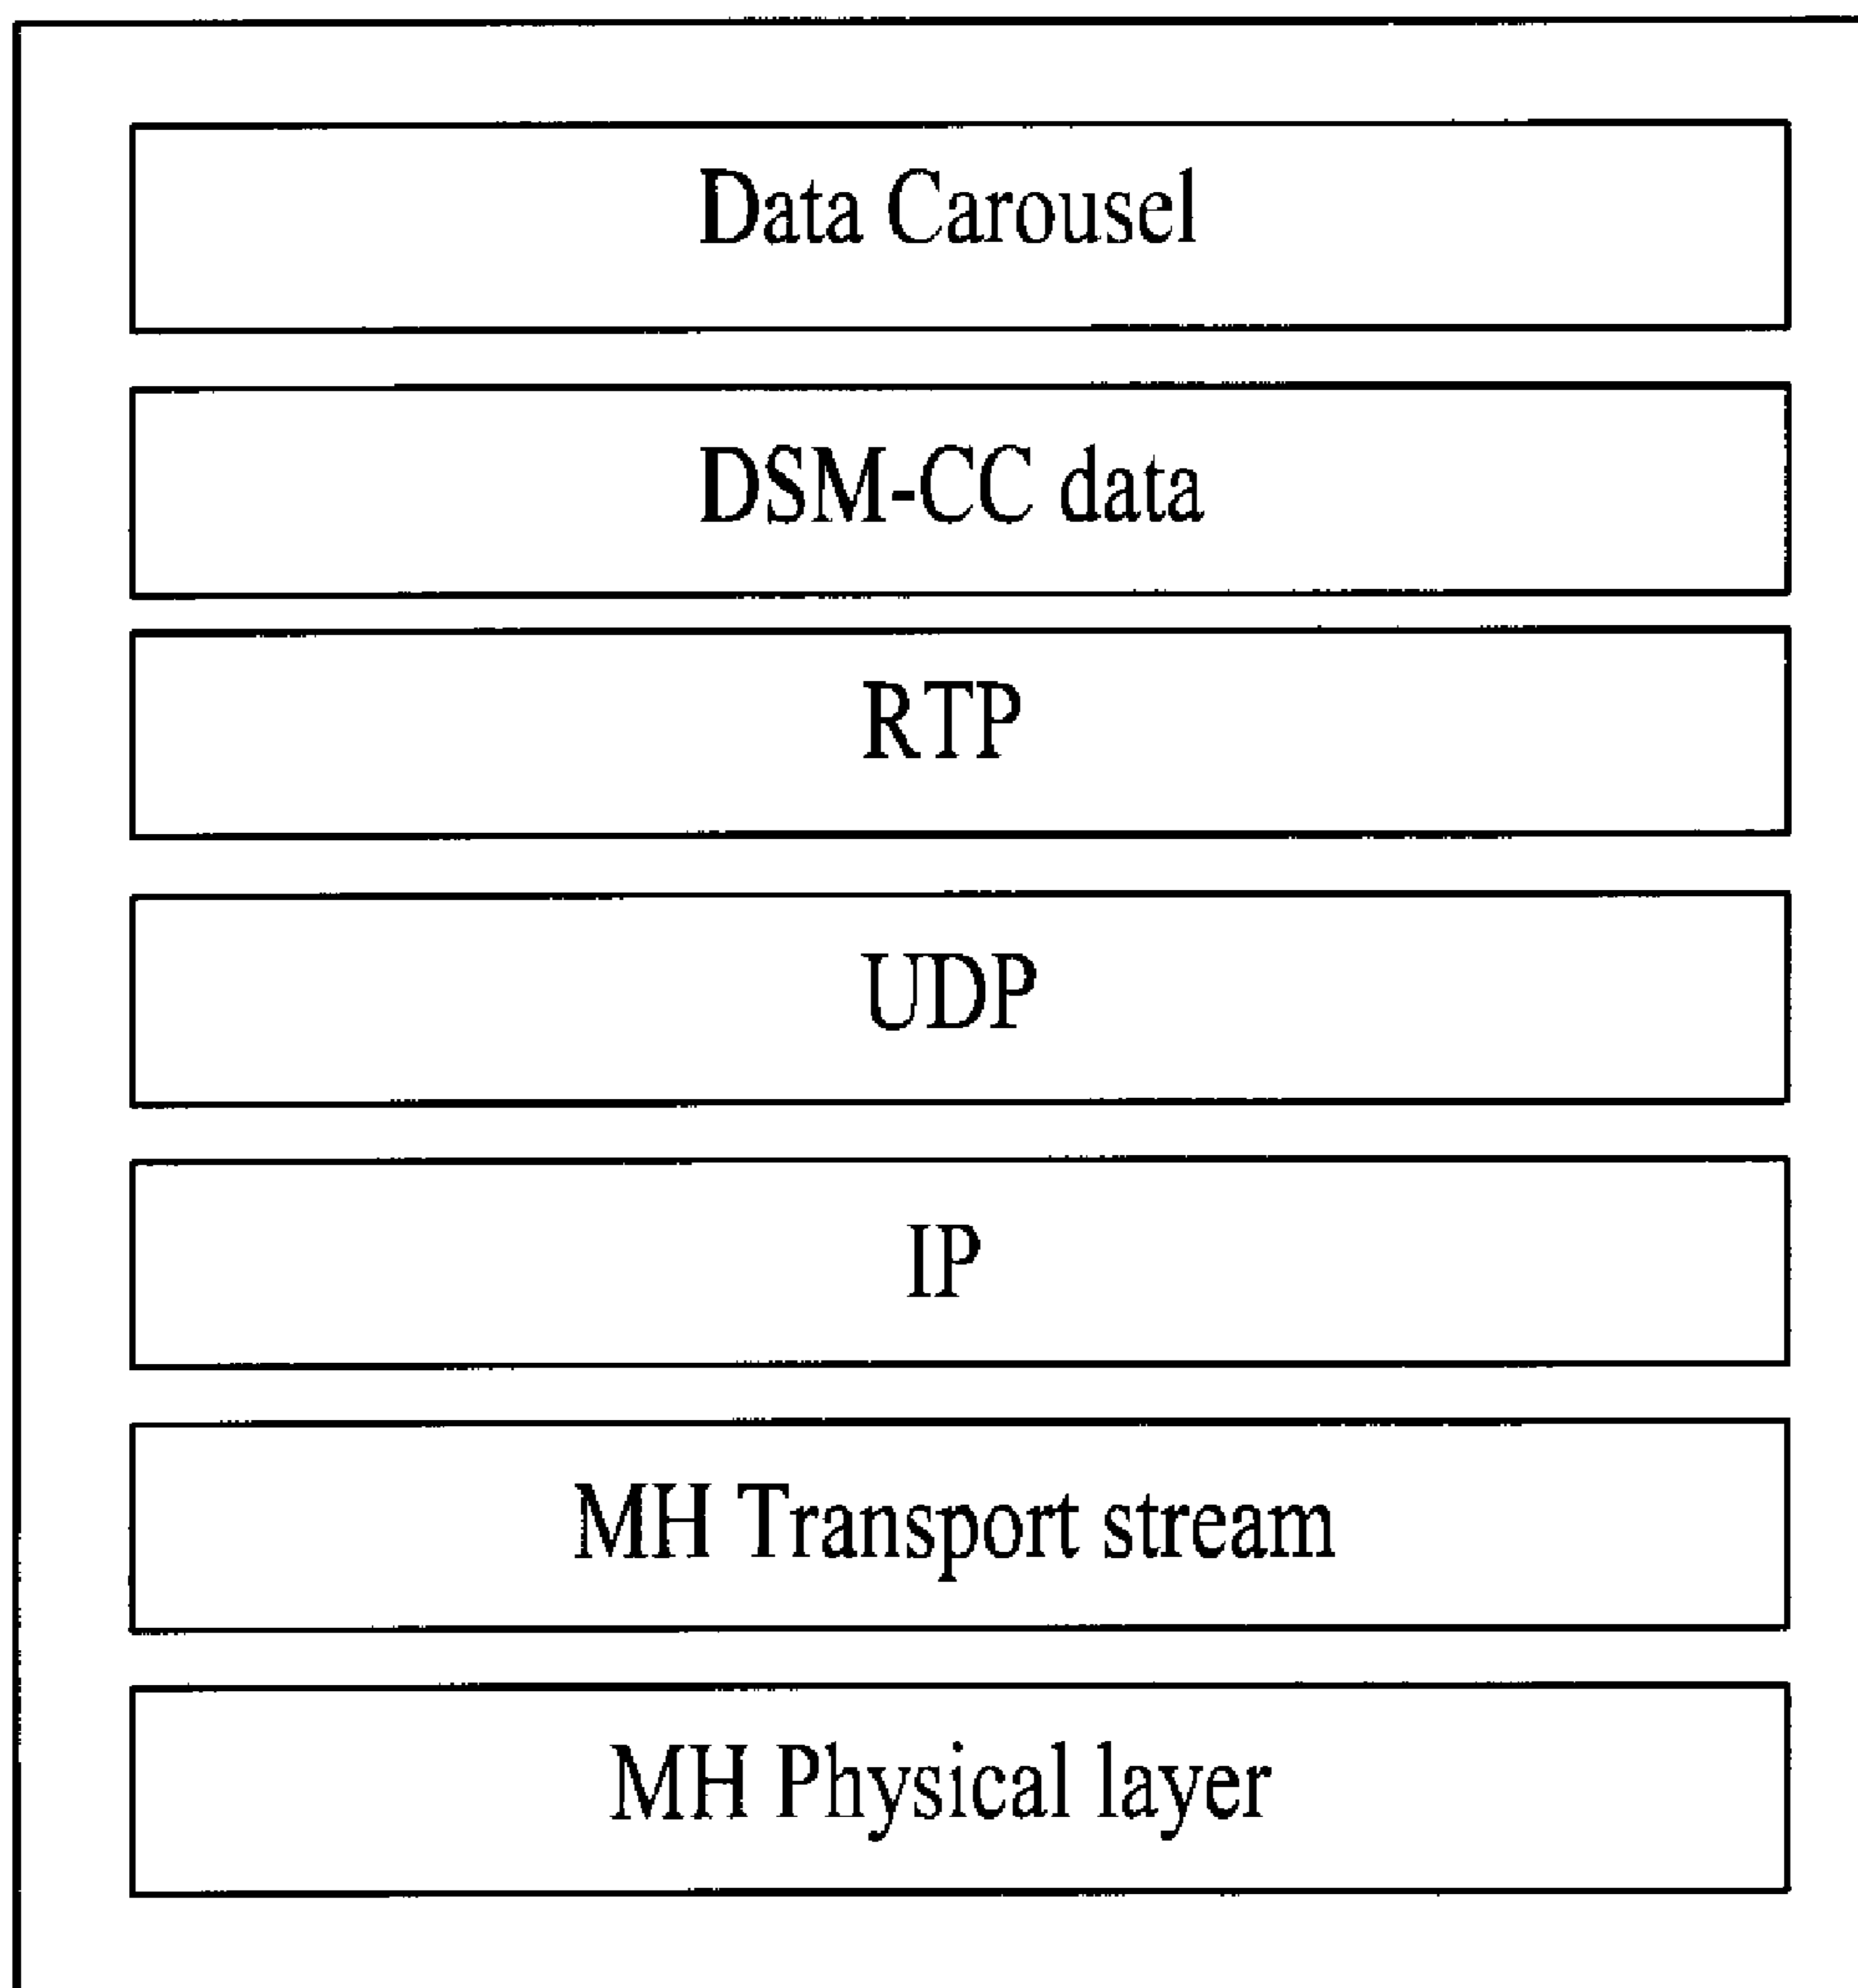 Data Carousel
DSM-CC data
RTP
UDP
IP
MH Transport stream
MH Physical layer